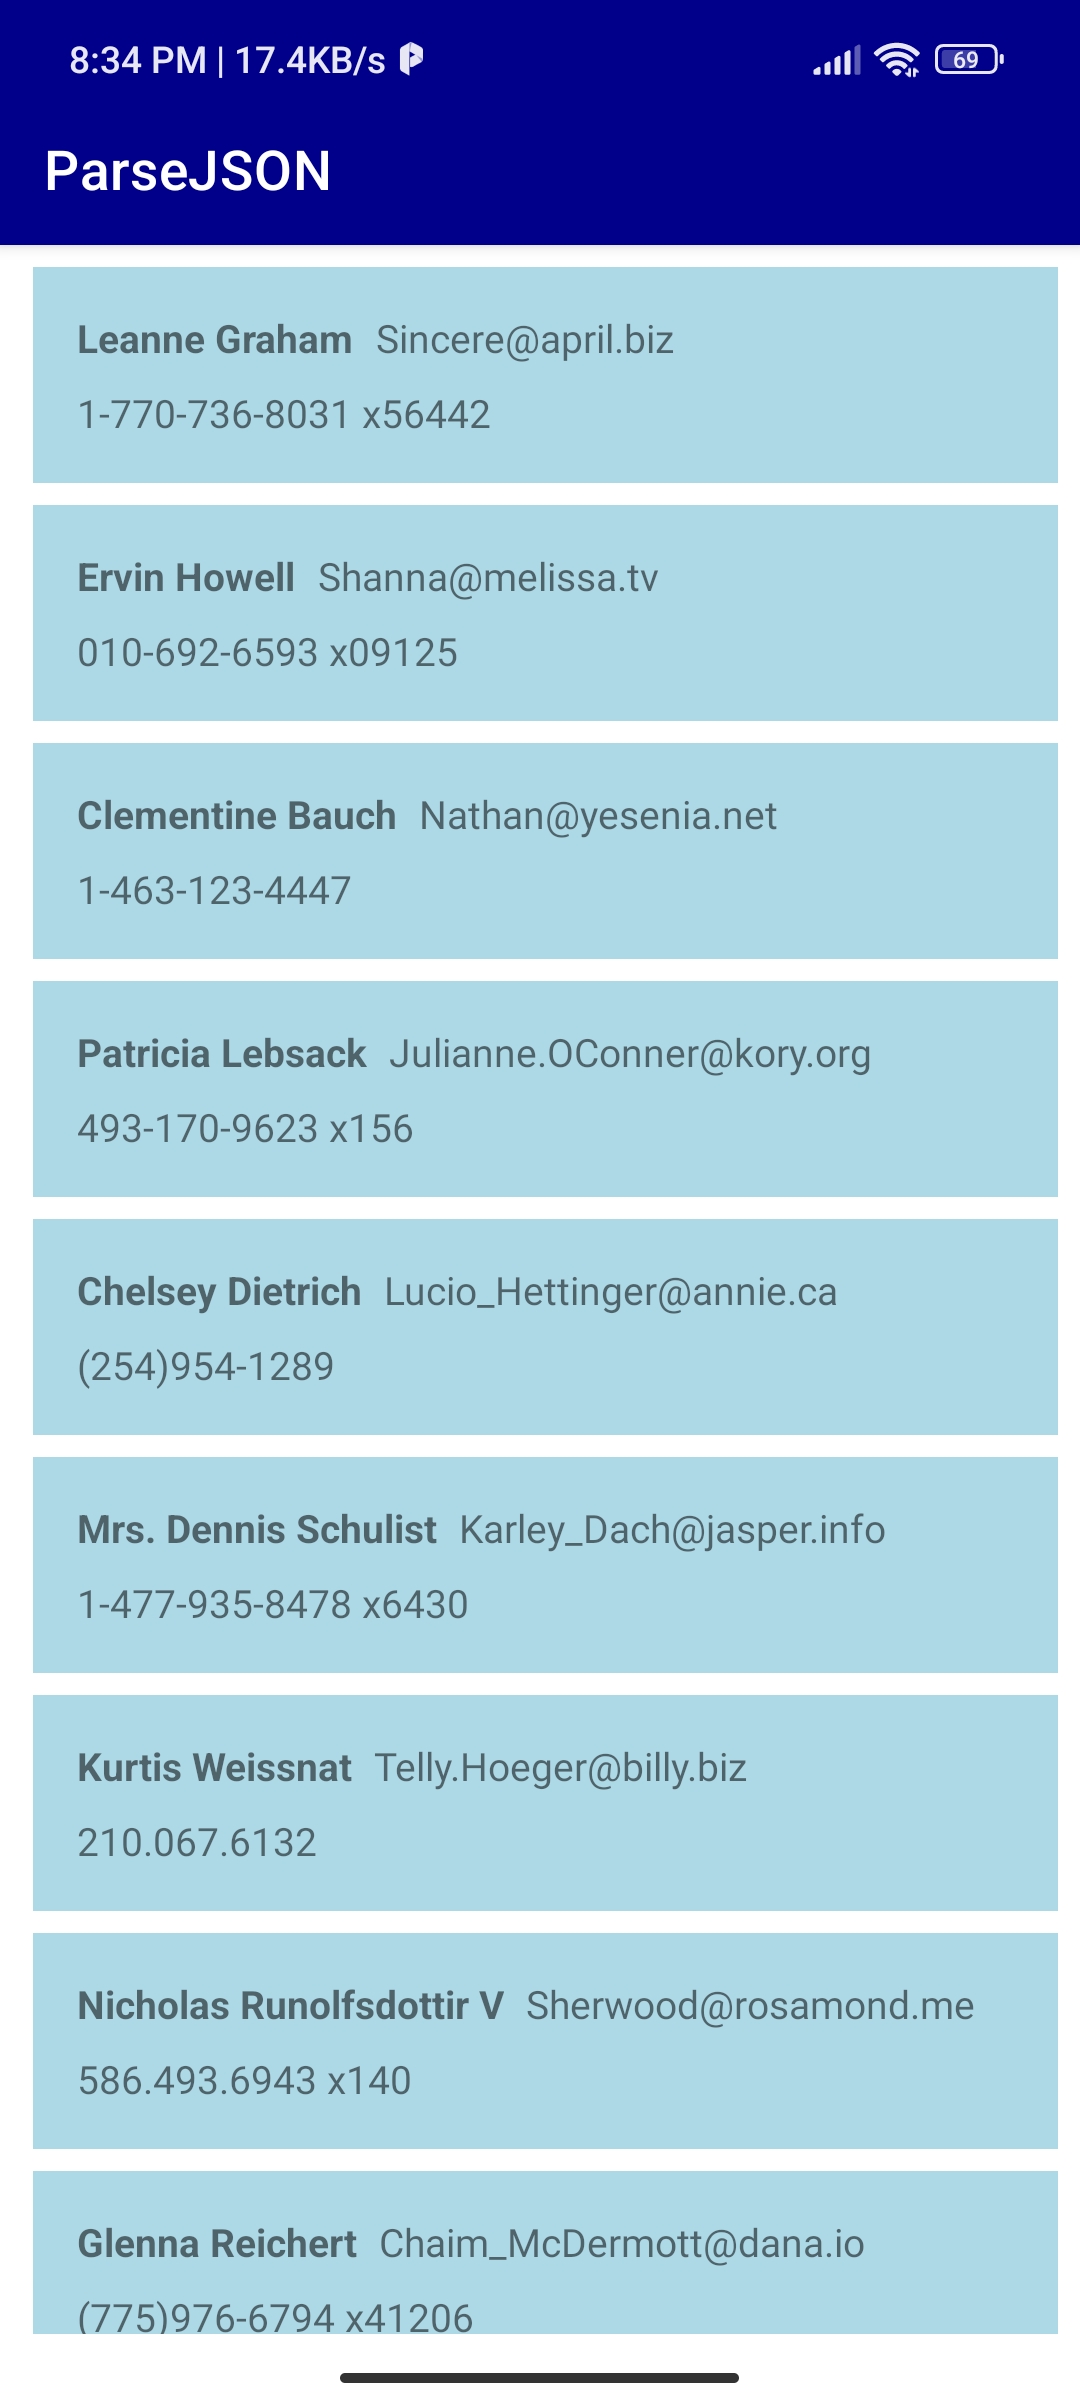 8:34 PM | 17.4KB/s
69
ParseJSON
Leanne Graham Sincere@april.biz
1-770-736-8031 x56442
Ervin Howell Shanna@melissa.tv
010-692-6593 x09125
Clementine Bauch Nathan@yesenia.net
1-463-123-4447
Patricia Lebsack Julianne.OConner@kory.org
493-170-9623 x156
Chelsey Dietrich Lucio_Hettinger@annie.ca
(254)954-1289
Mrs. Dennis Schulist Karley_Dach@jasper.info
1-477-935-8478 x6430
Kurtis Weissnat Telly.Hoeger@billy.biz
210.067.6132
Nicholas Runolfsdottir V Sherwood@rosamond.me
586.493.6943 x140
Glenna Reichert Chaim_McDermott@dana.io
(775)976-6794 x41206